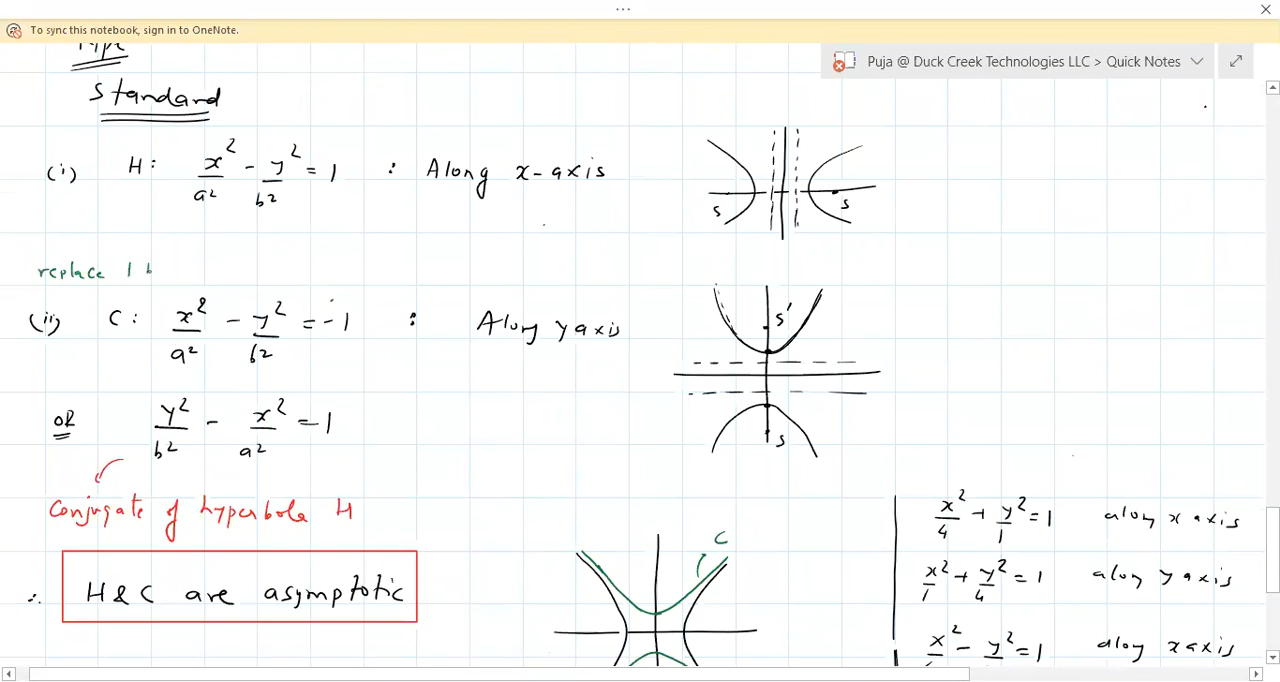 To sync this notebook, sign in to OneNote.
Puja @ Duck Creek Technologies LLC > Quick Notes
Type
Standard
(i) H: x²/a² - y²/b² = 1 : Along x-axis
S S
replace 1 b
(ii) C: x²/a² - y²/b² = -1 : Along y axis
S'
S
OR y²/b² - x²/a² = 1
Conjugate of hyperbola H
∴ H & C are asymptotic
C
x²/4 + y²/1 = 1 along x axis
x²/1 + y²/4 = 1 along y axis
x² - y² = 1 along x axis